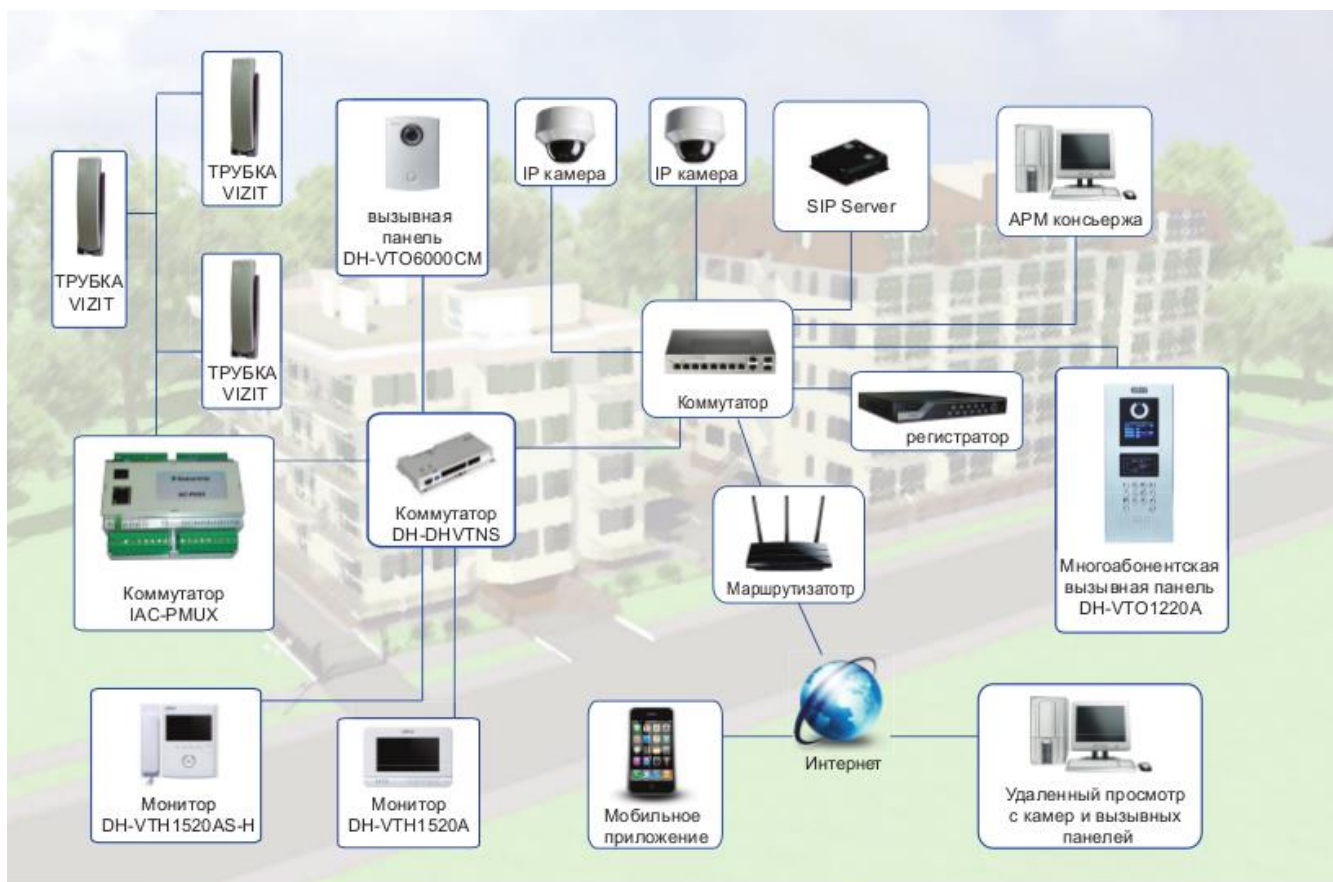 ТРУБКА
VIZIT
ТРУБКА
VIZIT
ТРУБКА
VIZIT
вызывная
панель
DH-VTO6000CM
IP камера
IP камера
SIP Server
АРМ консьержа
Коммутатор
регистратор
Коммутатор
DH-DHVTNS
Коммутатор
IAC-PMUX
Маршрутизатотр
Многоабонентская
вызывная панель
DH-VTO1220A
Интернет
Монитор
DH-VTH1520AS-H
Монитор
DH-VTH1520A
Мобильное
приложение
Удаленный просмотр
с камер и вызывных
панелей